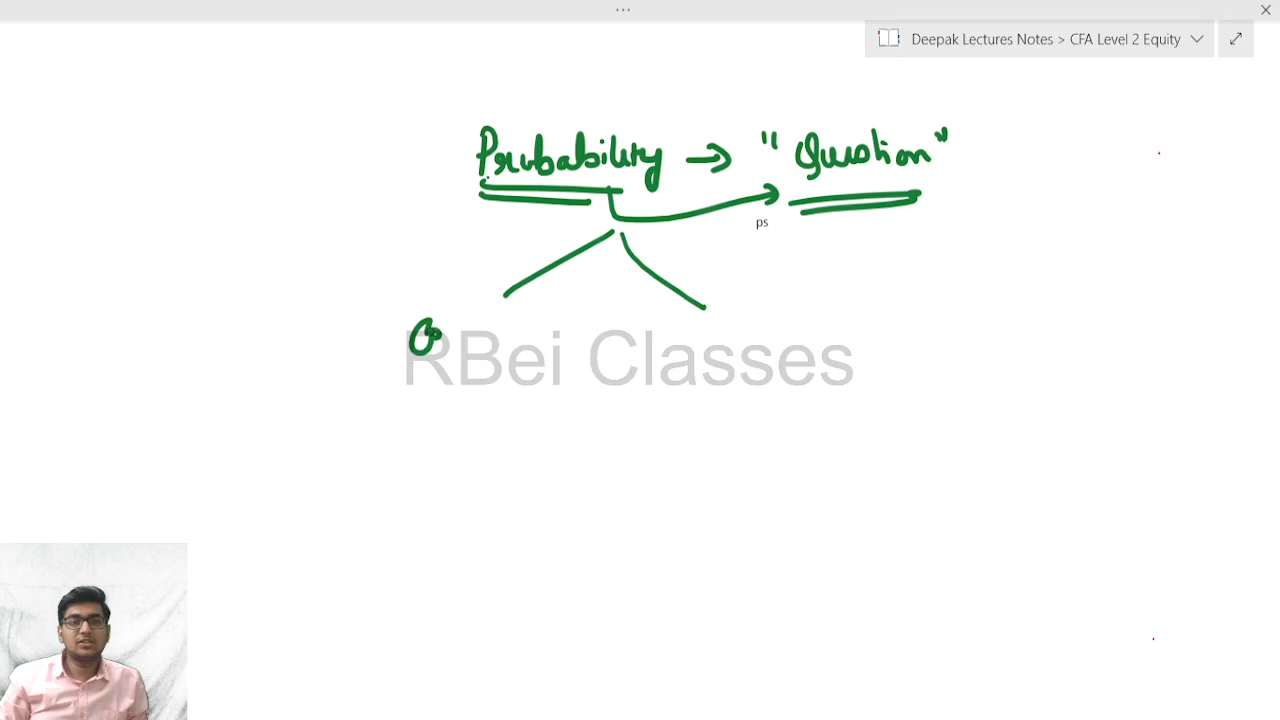 ...
Deepak Lectures Notes > CFA Level 2 Equity
Probability → "Question"
ps
RBei Classes